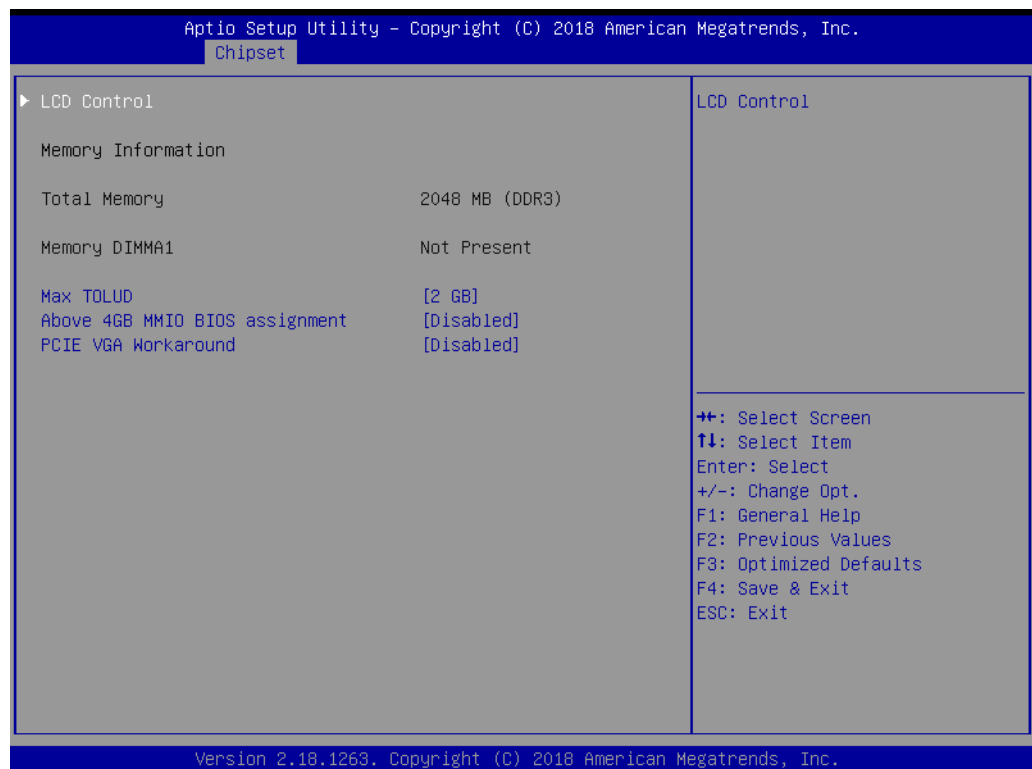 Aptio Setup Utility – Copyright (C) 2018 American Megatrends, Inc.
Chipset
► LCD Control
Memory Information
Total Memory 2048 MB (DDR3)
Memory DIMMA1 Not Present
Max TOLUD [2 GB]
Above 4GB MMIO BIOS assignment [Disabled]
PCIE VGA Workaround [Disabled]
LCD Control
→←: Select Screen
↑↓: Select Item
Enter: Select
+/-: Change Opt.
F1: General Help
F2: Previous Values
F3: Optimized Defaults
F4: Save & Exit
ESC: Exit
Version 2.18.1263. Copyright (C) 2018 American Megatrends, Inc.